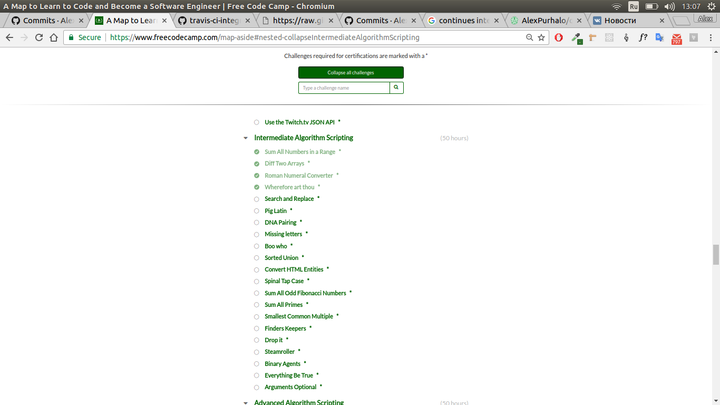 A Map to Learn to Code and Become a Software Engineer | Free Code Camp - Chromium
Ru
13:07
Commits · Ale
A Map to Lear
travis-ci-integ
https://raw.gi
Commits · Ale
continues inte
AlexPurhalo/
Новости
Alex
Secure
https://www.freecodecamp.com/map-aside#nested-collapseIntermediateAlgorithmScripting
f?
Challenges required for certifications are marked with a *
Collapse all challenges
Type a challenge name
Use the Twitch.tv JSON API *
Intermediate Algorithm Scripting
(50 hours)
Sum All Numbers in a Range *
Diff Two Arrays *
Roman Numeral Converter *
Wherefore art thou *
Search and Replace *
Pig Latin *
DNA Pairing *
Missing letters *
Boo who *
Sorted Union *
Convert HTML Entities *
Spinal Tap Case *
Sum All Odd Fibonacci Numbers *
Sum All Primes *
Smallest Common Multiple *
Finders Keepers *
Drop it *
Steamroller *
Binary Agents *
Everything Be True *
Arguments Optional *
Advanced Algorithm Scripting
(50 hours)